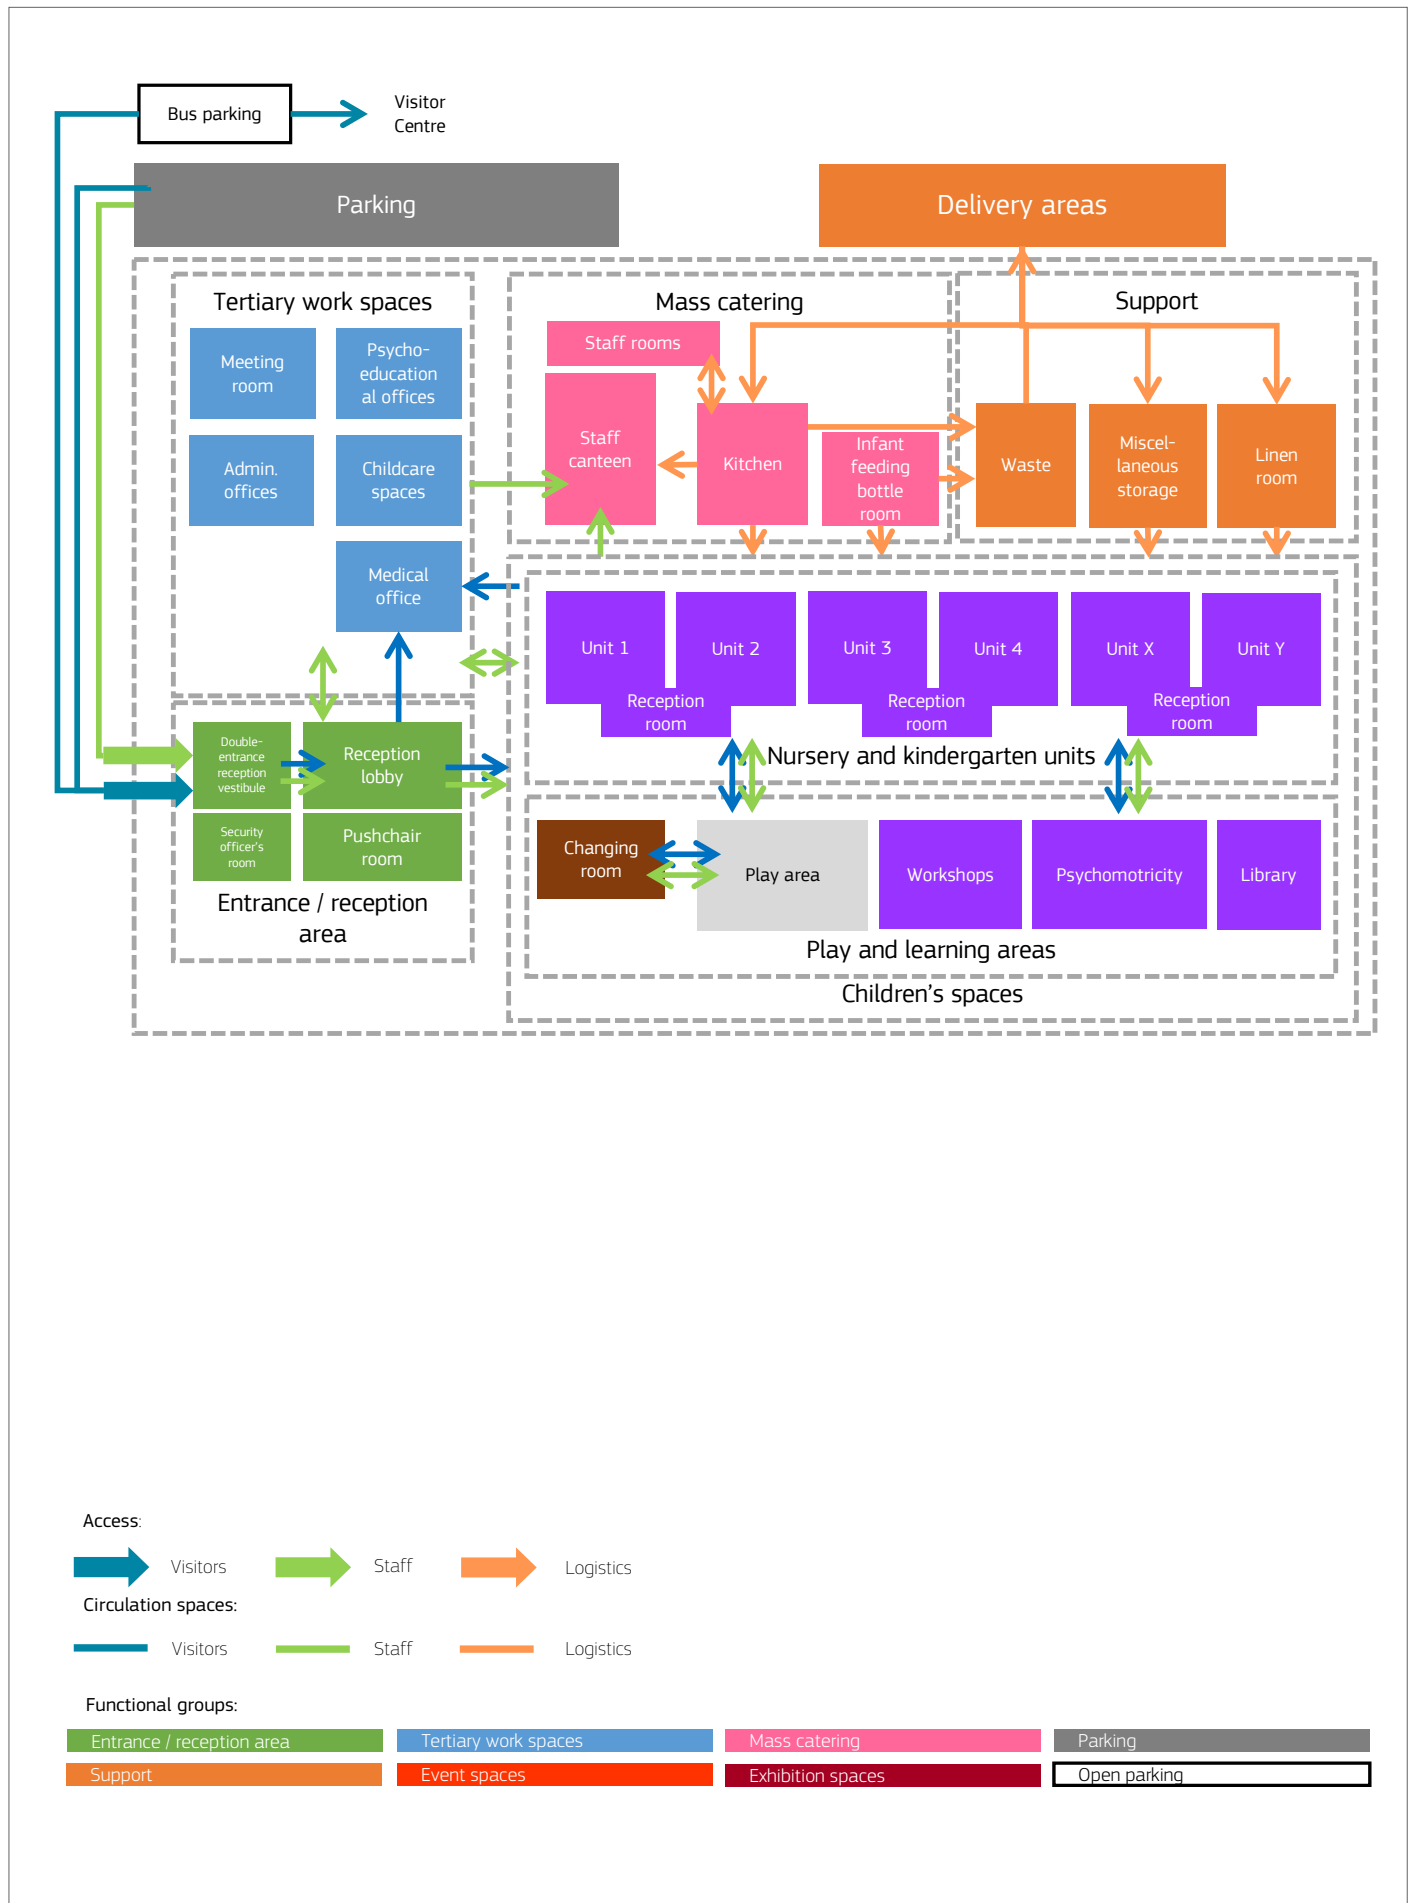 Bus parking
Visitor
Centre
Parking
Delivery areas
Tertiary work spaces
Meeting
room
Psycho-
education
al offices
Admin.
offices
Childcare
spaces
Medical
office
Mass catering
Staff rooms
Staff
canteen
Kitchen
Infant
feeding
bottle
room
Support
Waste
Miscel-
laneous
storage
Linen
room
Unit 1
Unit 2
Unit 3
Unit 4
Unit X
Unit Y
Reception
room
Reception
room
Reception
room
Nursery and kindergarten units
Double-
entrance
reception
vestibule
Reception
lobby
Security
officer's
room
Pushchair
room
Entrance / reception
area
Changing
room
Play area
Workshops
Psychomotricity
Library
Play and learning areas
Children’s spaces
Access:
Visitors
Staff
Logistics
Circulation spaces:
Visitors
Staff
Logistics
Functional groups:
Entrance / reception area
Tertiary work spaces
Mass catering
Parking
Support
Event spaces
Exhibition spaces
Open parking